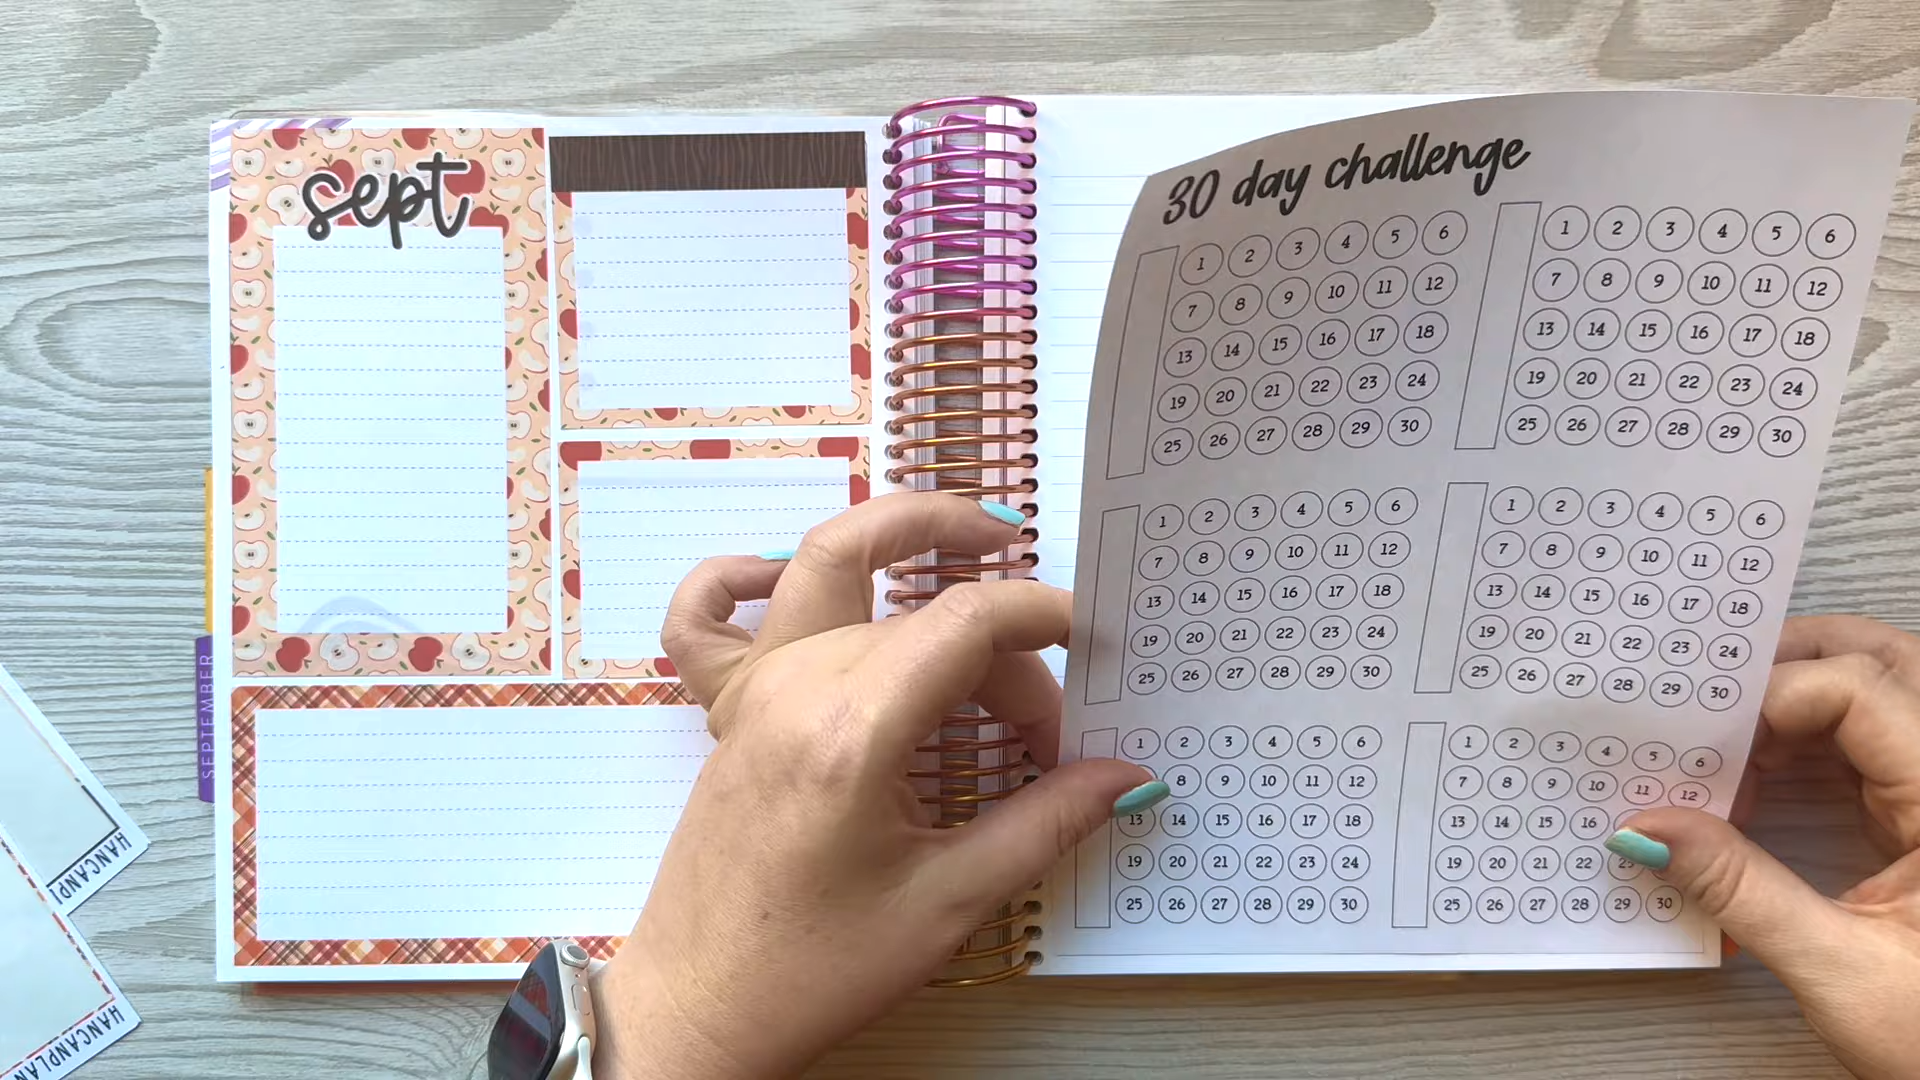 sept
SEPTEMBER
HANCANPL
HANCANPLAN
30 day challenge
1 2 3 4 5 6
7 8 9 10 11 12
13 14 15 16 17 18
19 20 21 22 23 24
25 26 27 28 29 30
1 2 3 4 5 6
7 8 9 10 11 12
13 14 15 16 17 18
19 20 21 22 23 24
25 26 27 28 29 30
1 2 3 4 5 6
7 8 9 10 11 12
13 14 15 16 17 18
19 20 21 22 23 24
25 26 27 28 29 30
1 2 3 4 5 6
7 8 9 10 11 12
13 14 15 16 17 18
19 20 21 22 23 24
25 26 27 28 29 30
1 2 3 4 5 6
8 9 10 11 12
13 14 15 16 17 18
19 20 21 22 23 24
25 26 27 28 29 30
1 2 3 4 5 6
7 8 9 10 11 12
13 14 15 16
19 20 21 22 23
25 26 27 28 29 30